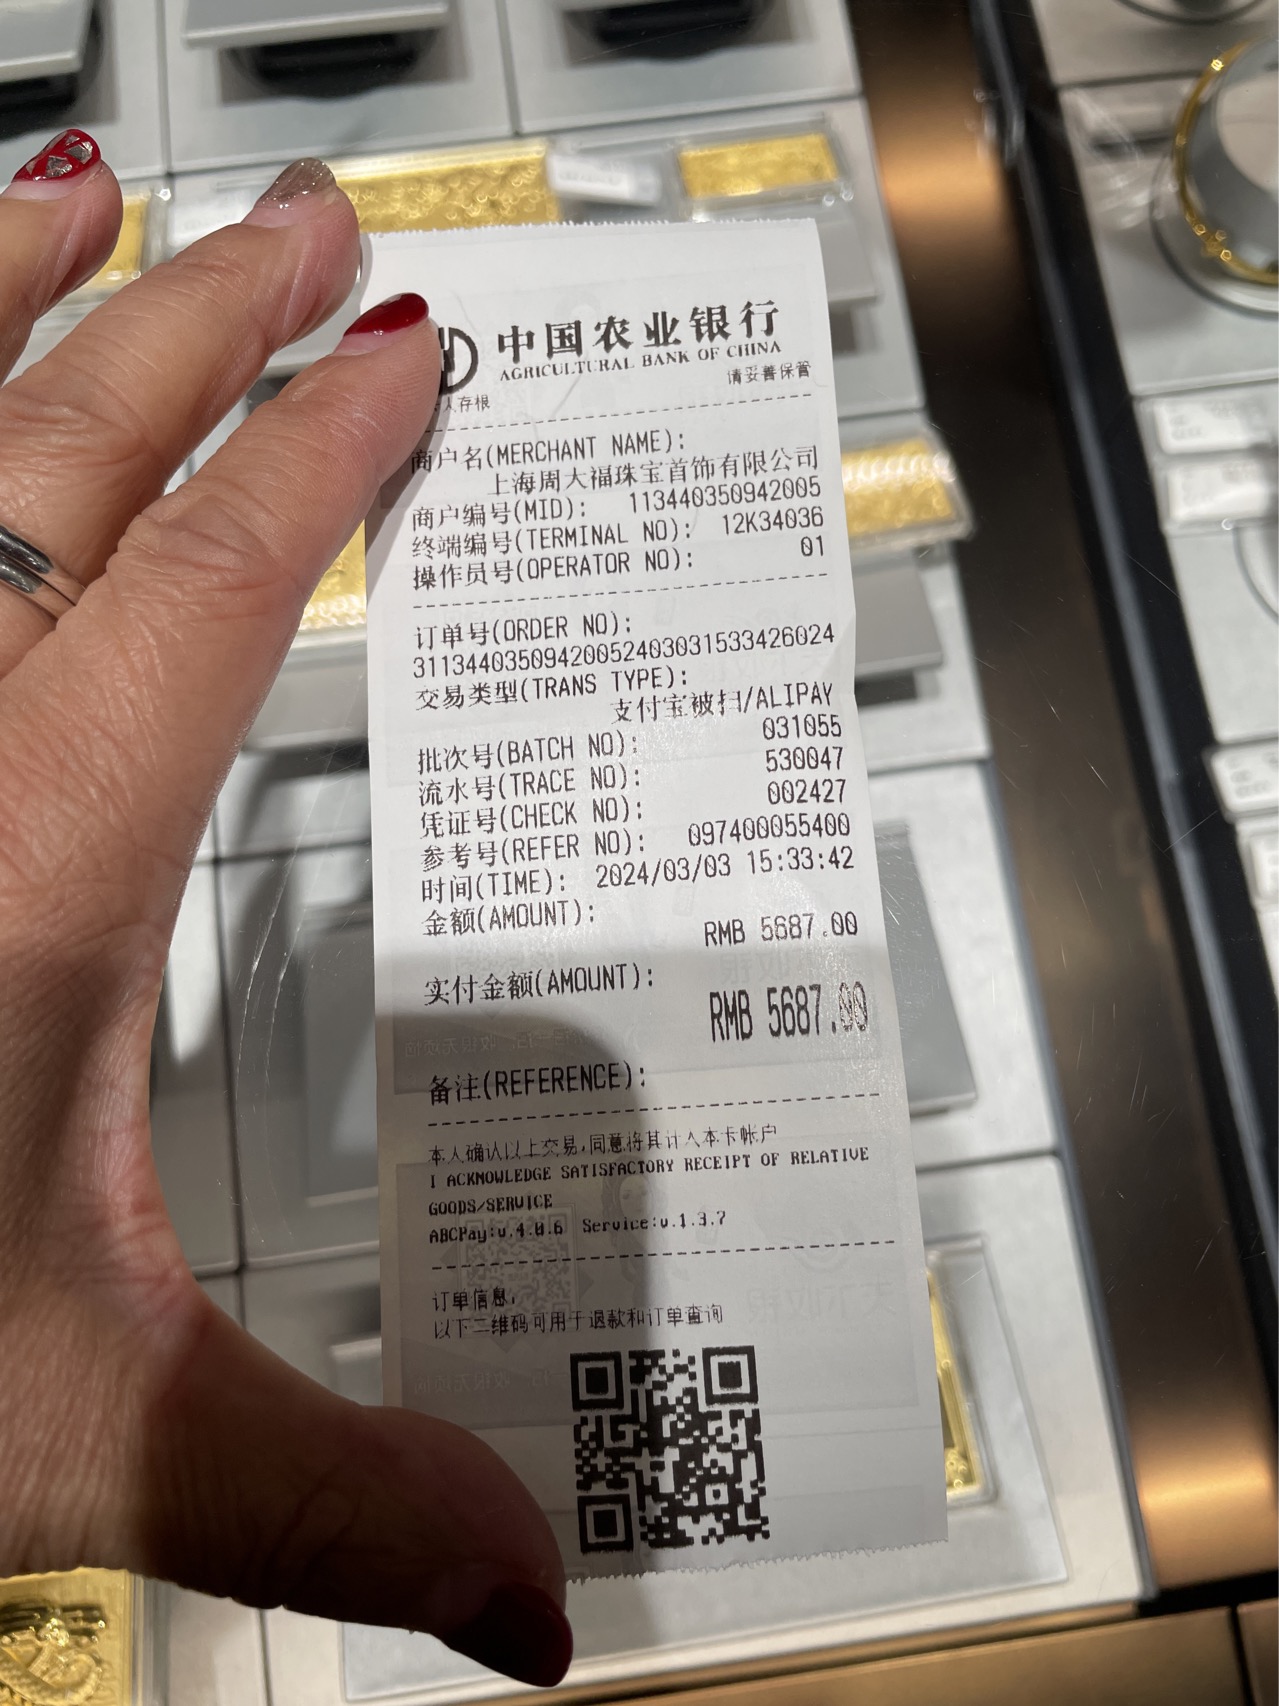 中国农业银行
AGRICULTURAL BANK OF CHINA
请妥善保管
人存根
商户名(MERCHANT NAME):
上海周大福珠宝首饰有限公司
商户编号(MID): 113440350942005
终端编号(TERMINAL NO): 12K34036
操作员号(OPERATOR NO): 01
订单号(ORDER NO):
31134403509420052403031533426024
交易类型(TRANS TYPE):
支付宝被扫/ALIPAY
批次号(BATCH NO): 031055
流水号(TRACE NO): 530047
凭证号(CHECK NO): 002427
参考号(REFER NO): 097400055400
时间(TIME): 2024/03/03 15:33:42
金额(AMOUNT):
RMB 5687.00
实付金额(AMOUNT):
RMB 5687.00
备注(REFERENCE):
本人确认以上交易,同意将其计入本卡帐户
I ACKNOWLEDGE SATISFACTORY RECEIPT OF RELATIVE
GOODS/SERVICE
ABCPay:v.4.0.6 Service:v.1.3.7
订单信息:
以下二维码可用于退款和订单查询